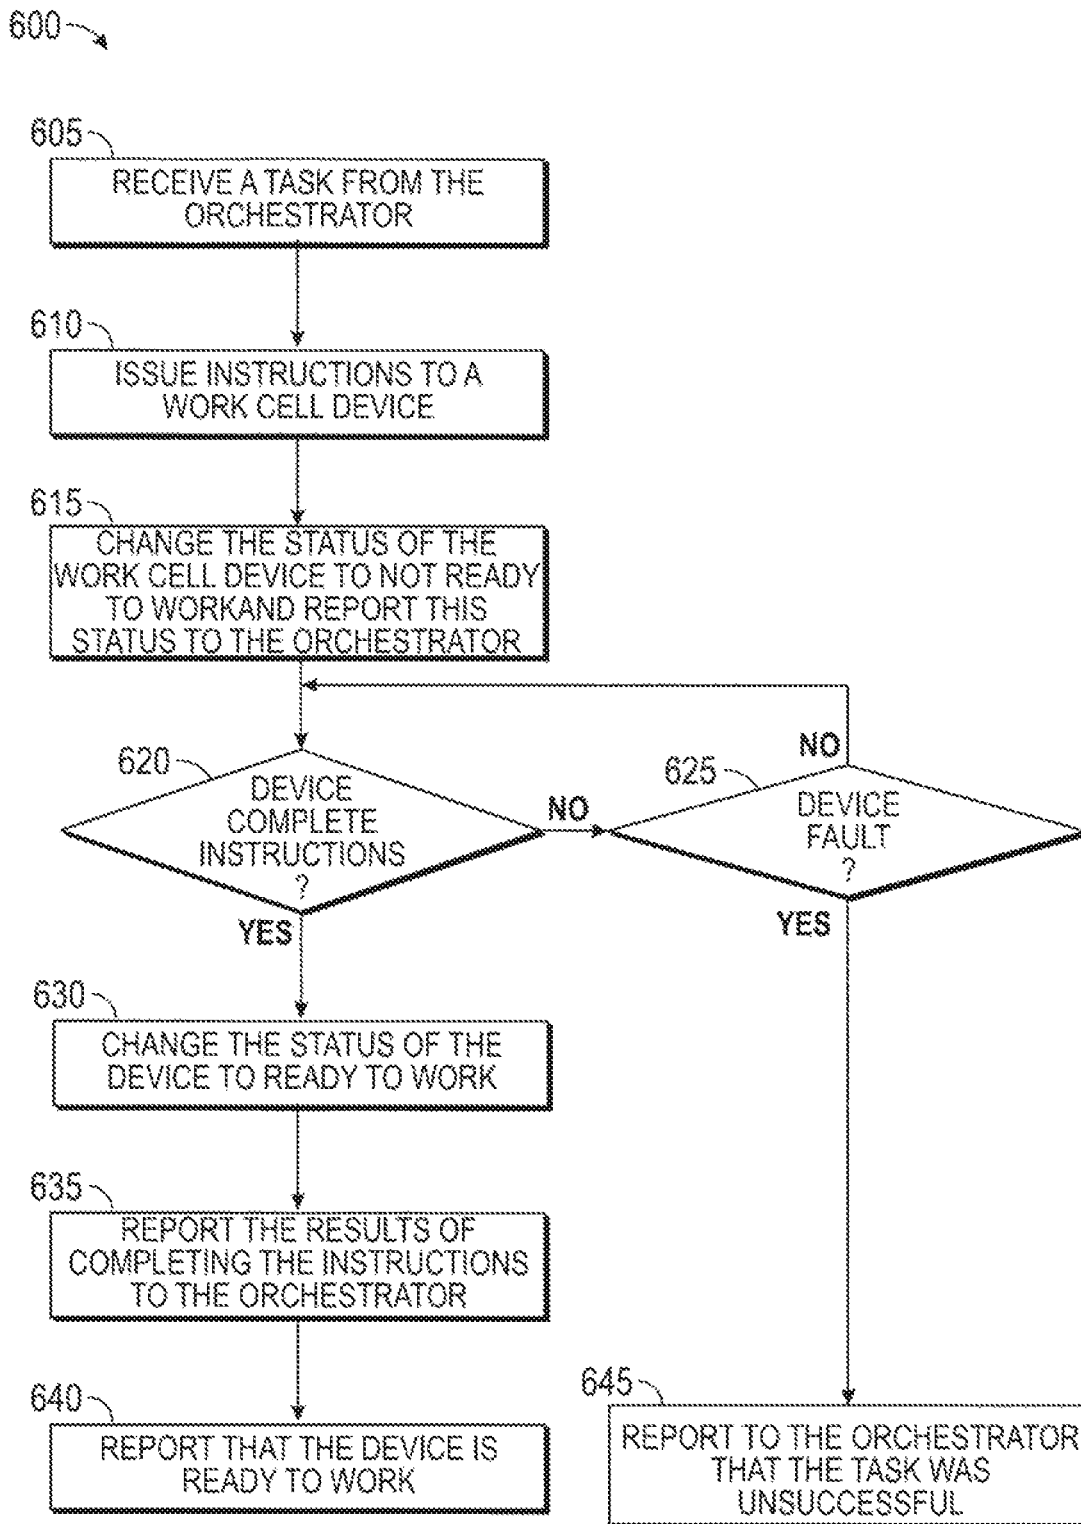 600
605
RECEIVE A TASK FROM THE
ORCHESTRATOR
610
ISSUE INSTRUCTIONS TO A
WORK CELL DEVICE
615
CHANGE THE STATUS OF THE
WORK CELL DEVICE TO NOT READY
TO WORKAND REPORT THIS
STATUS TO THE ORCHESTRATOR
620
DEVICE
COMPLETE
INSTRUCTIONS
?
NO
YES
625
NO
DEVICE
FAULT
?
YES
630
CHANGE THE STATUS OF THE
DEVICE TO READY TO WORK
635
REPORT THE RESULTS OF
COMPLETING THE INSTRUCTIONS
TO THE ORCHESTRATOR
640
REPORT THAT THE DEVICE IS
READY TO WORK
645
REPORT TO THE ORCHESTRATOR
THAT THE TASK WAS
UNSUCCESSFUL